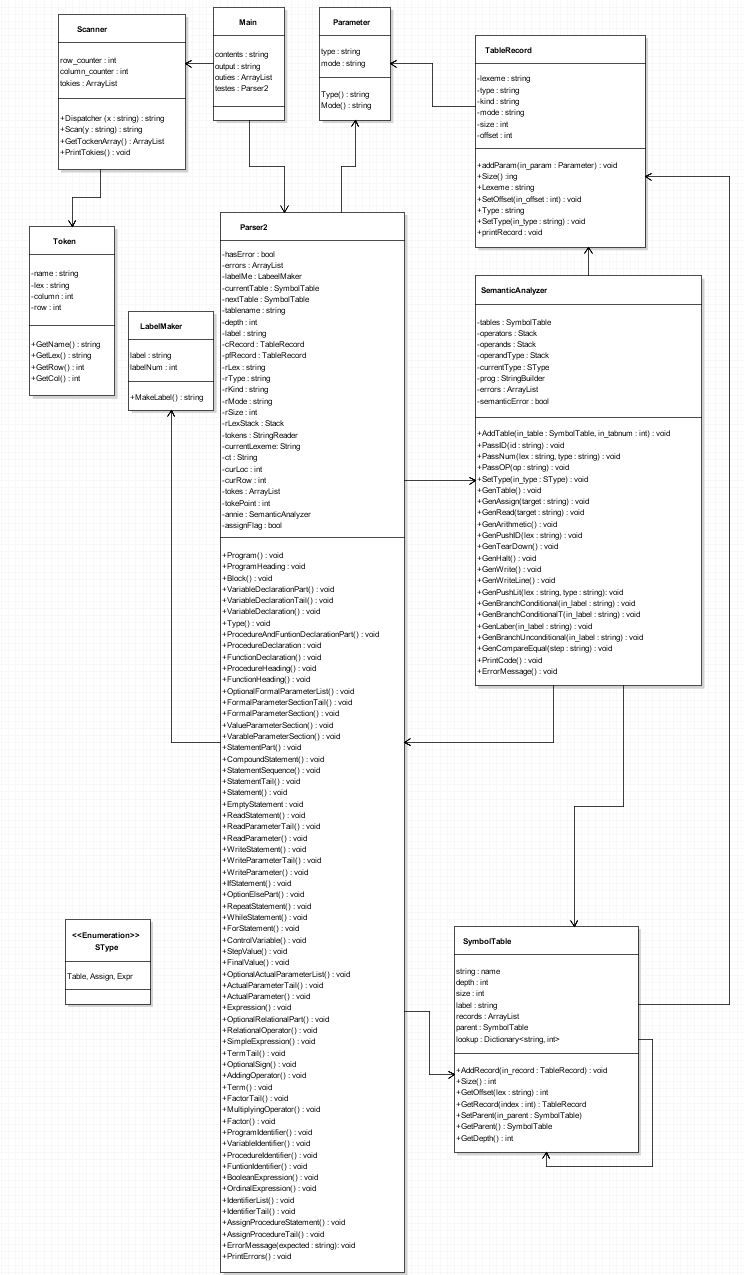 Scanner
row_counter : int
column_counter : int
tokies : ArrayList
+Dispatcher (x : string) : string
+Scan(y : string) : string
+GetTockenArray() : ArrayList
+PrintTokies() : void
Main
contents : string
output : string
outies : ArrayList
testes : Parser2
Parameter
type : string
mode : string
Type() : string
Mode() : string
TableRecord
-lexeme : string
-type : string
-kind : string
-mode : string
-size : int
-offset : int
+addParam(in_param : Parameter) : void
+Size() :ing
+Lexeme : string
+SetOffset(in_offset : int) : void
+Type : string
+SetType(in_type : string) : void
+printRecord : void
Token
-name : string
-lex : string
-column : int
-row : int
+GetName() : string
+GetLex() : string
+GetRow() : int
+GetCol() : int
LabelMaker
label : string
labelNum : int
+MakeLabel() : string
Parser2
-hasError : bool
-errors : ArrayList
-labelMe : LabeelMaker
-currentTable : SymbolTable
-nextTable : SymbolTable
-tablename : string
-depth : int
-label : string
-cRecord : TableRecord
-pfRecord : TableRecord
-rLex : string
-rType : string
-rKind : string
-rMode : string
-rSize : int
-rLexStack : Stack
-tokens : StringReader
-currentLexeme: String
-ct : String
-curLoc : int
-curRow : int
-tokes : ArrayList
-tokePoint : int
-annie : SemanticAnalyzer
-assignFlag : bool
+Program() : void
+ProgramHeading : void
+Block() : void
+VariableDeclarationPart() : void
+VariableDeclarationTail() : void
+VariableDeclaration() : void
+Type() : void
+ProcedureAndFuntionDeclarationPart() : void
+ProcedureDeclaration : void
+FunctionDeclaration() : void
+ProcedureHeading() : void
+FunctionHeading() : void
+OptionalFormalParameterList() : void
+FormalParameterSectionTail() : void
+FormalParameterSection() : void
+ValueParameterSection() : void
+VarableParameterSection() : void
+StatementPart() : void
+CompoundStatement() : void
+StatementSequence() : void
+StatementTail() : void
+Statement() : void
+EmptyStatement : void
+ReadStatement() : void
+ReadParameterTail() : void
+ReadParameter() : void
+WriteStatement() : void
+WriteParameterTail() : void
+WriteParameter() : void
+IfStatement() : void
+OptionElsePart() : void
+RepeatStatement() : void
+WhileStatement() : void
+ForStatement() : void
+ControlVariable() : void
+StepValue() : void
+FinalValue() : void
+OptionalActualParameterList() : void
+ActualParameterTail() : void
+ActualParameter() : void
+Expression() : void
+OptionalRelationalPart() : void
+RelationalOperator() : void
+SimpleExpression() : void
+TermTail() : void
+OptionalSign() : void
+AddingOperator() : void
+Term() : void
+FactorTail() : void
+MultiplyingOperator() : void
+Factor() : void
+ProgramIdentifier() : void
+VariableIdentifier() : void
+ProcedureIdentifier() : void
+FuntionIdentifier() : void
+BooleanExpression() : void
+OrdinalExpression() : void
+IdentifierList() : void
+IdentifierTail() : void
+AssignProcedureStatement() : void
+AssignProcedureTail() : void
+ErrorMessage(expected : string): void
+PrintErrors() : void
SemanticAnalyzer
-tables : SymbolTable
-operators : Stack
-operands : Stack
-operandType : Stack
-currentType : SType
-prog : StringBuilder
-errors : ArrayList
-semanticError : bool
+AddTable(in_table : SymbolTable, in_tabnum : int) : void
+PassID(id : string) : void
+PassNum(lex : string, type : string) : void
+PassOP(op : string) : void
+SetType(in_type : SType) : void
+GenTable() : void
+GenAssign(target : string) : void
+GenRead(target : string) : void
+GenArithmetic() : void
+GenPushID(lex : string) : void
+GenTearDown() : void
+GenHalt() : void
+GenWrite() : void
+GenWriteLine() : void
+GenPushLit(lex : string, type : string): void
+GenBranchConditional(in_label : string) : void
+GenBranchConditionalT(in_label : string) : void
+GenLaber(in_label : string) : void
+GenBranchUnconditional(in_label : string) : void
+GenCompareEqual(step : string) : void
+PrintCode() : void
+ErrorMessage() : void
<<Enumeration>>
SType
Table, Assign, Expr
SymbolTable
string : name
depth : int
size : int
label : string
records : ArrayList
parent : SymbolTable
lookup : Dictionary<string, int>
+AddRecord(in_record : TableRecord) : void
+Size() : int
+GetOffset(lex : string) : int
+GetRecord(index : int) : TableRecord
+SetParent(in_parent : SymbolTable)
+GetParent() : SymbolTable
+GetDepth() : int